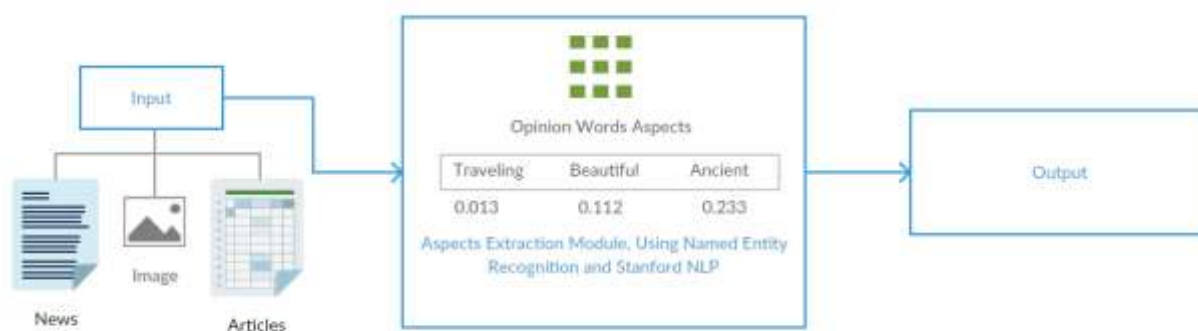 Input
News
Image
Articles
Opinion Words Aspects
Traveling Beautiful Ancient
0.013 0.112 0.233
Aspects Extraction Module, Using Named Entity
Recognition and Stanford NLP
Output